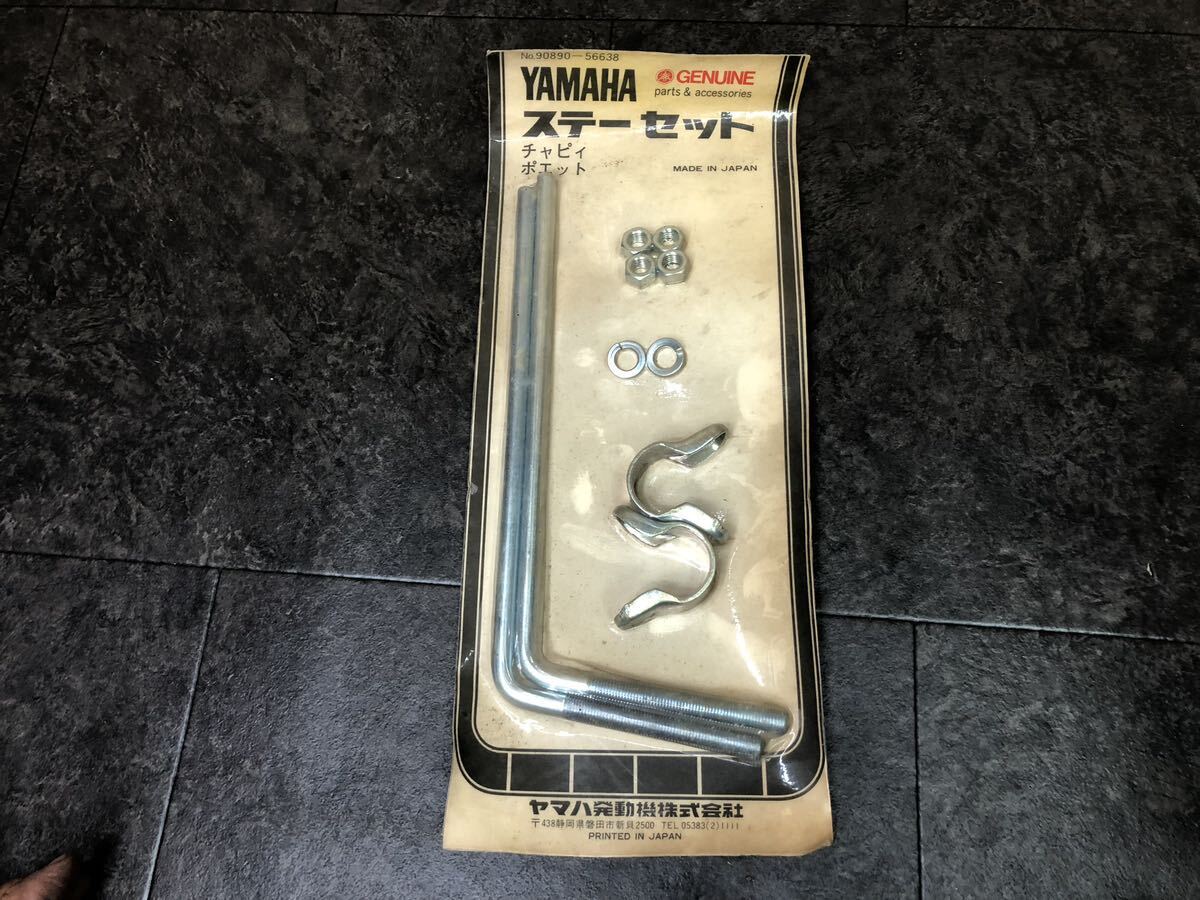 No.90890-56638
YAMAHA
GENUINE
parts & accessories
ステーセット
チャピィ
ポエット
MADE IN JAPAN
ヤマハ発動機株式会社
〒438静岡県磐田市新貝2500 TEL 05383(2)1111
PRINTED IN JAPAN